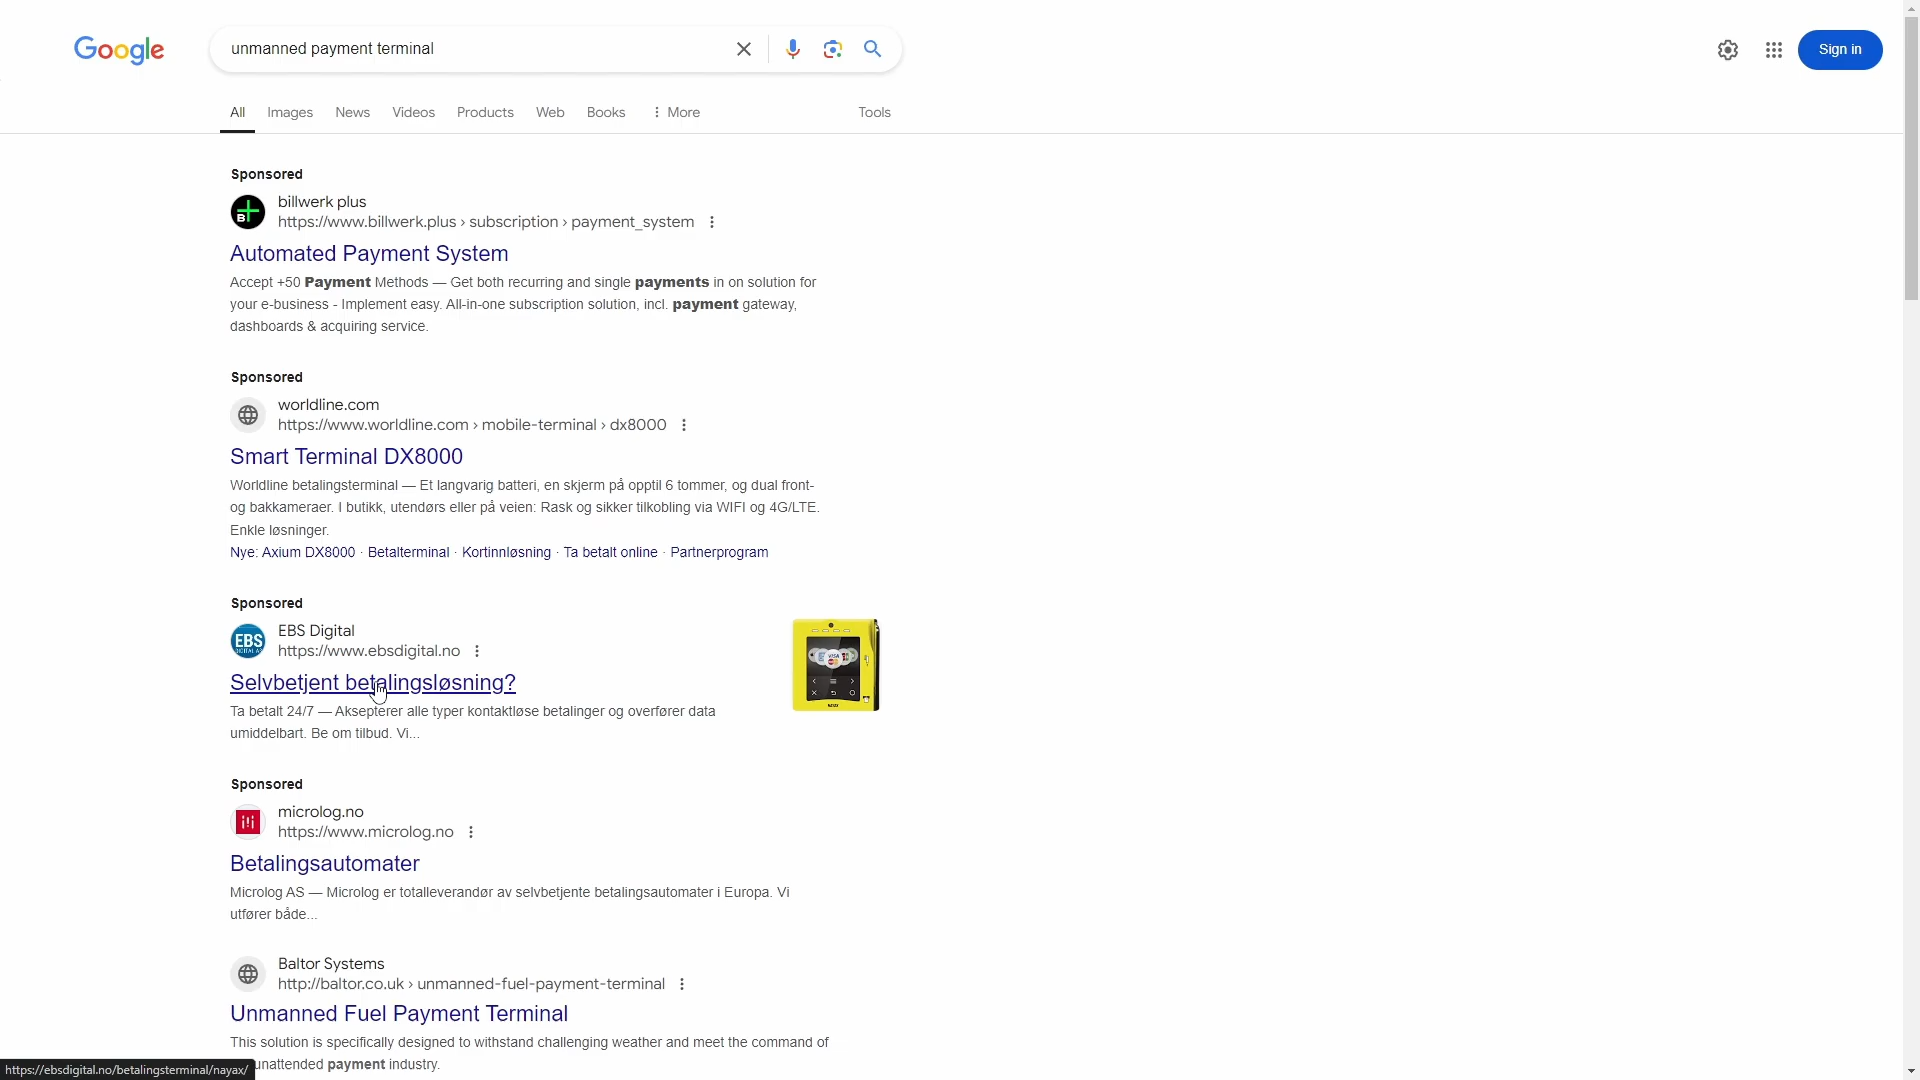 Google
unmanned payment terminal
Sign in
All
Images
News
Videos
Products
Web
Books
More
Tools
Sponsored
billwerk plus
https://www.billwerk.plus › subscription › payment_system
Automated Payment System
Accept +50 Payment Methods — Get both recurring and single payments in on solution for
your e-business - Implement easy. All-in-one subscription solution, incl. payment gateway,
dashboards & acquiring service.
Sponsored
worldline.com
https://www.worldline.com › mobile-terminal › dx8000
Smart Terminal DX8000
Worldline betalingsterminal — Et langvarig batteri, en skjerm på opptil 6 tommer, og dual front-
og bakkameraer. I butikk, utendørs eller på veien: Rask og sikker tilkobling via WIFI og 4G/LTE.
Enkle løsninger.
Nye: Axium DX8000 · Betalterminal · Kortinnløsning · Ta betalt online · Partnerprogram
Sponsored
EBS
EBS Digital
https://www.ebsdigital.no
Selvbetjent betalingsløsning?
Ta betalt 24/7 — Aksepterer alle typer kontaktløse betalinger og overfører data
umiddelbart. Be om tilbud. Vi...
VISA
Sponsored
microlog.no
https://www.microlog.no
Betalingsautomater
Microlog AS — Microlog er totalleverandør av selvbetjente betalingsautomater i Europa. Vi
utfører både...
Baltor Systems
http://baltor.co.uk › unmanned-fuel-payment-terminal
Unmanned Fuel Payment Terminal
This solution is specifically designed to withstand challenging weather and meet the command of
unattended payment industry.
https://ebsdigital.no/betalingsterminal/nayax/